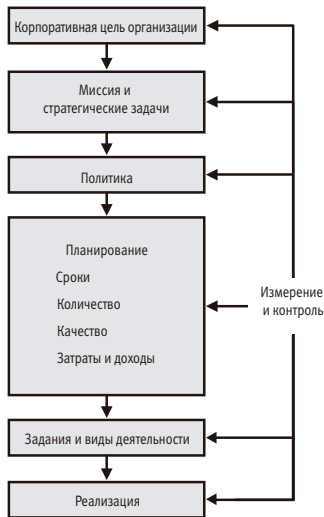 Корпоративная цель организации
Миссия и
стратегические задачи
Политика
Планирование
Сроки
Количество
Качество
Затраты и доходы
Измерение
и контроль
Задания и виды деятельности
Реализация